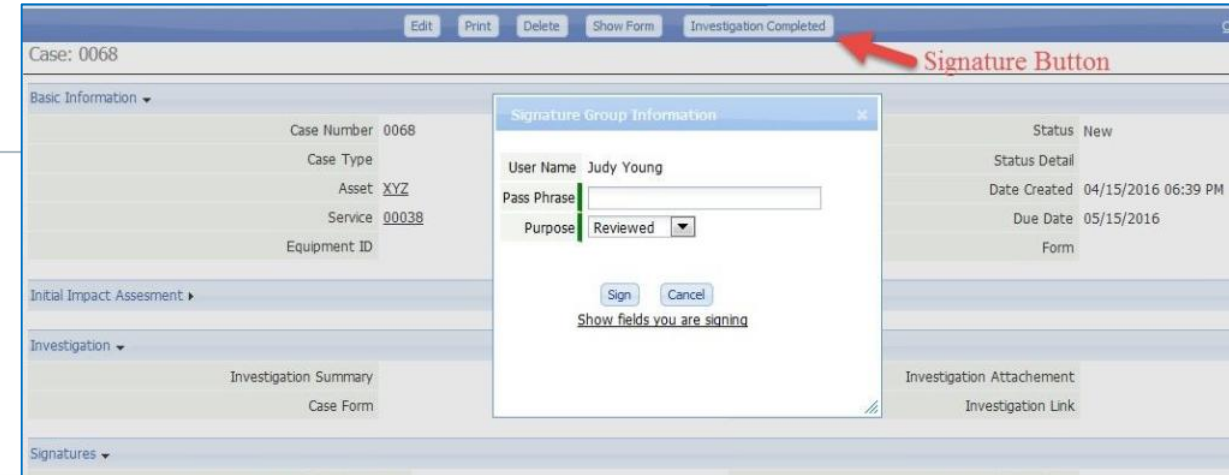 Edit Print Delete Show Form Investigation Completed
Case: 0068
Signature Button
Basic Information
Signature Group Information
Case Number 0068
Status New
Case Type
User Name Judy Young
Status Detail
Asset XYZ
Pass Phrase
Date Created 04/15/2016 06:39 PM
Service 00038
Purpose Reviewed
Due Date 05/15/2016
Equipment ID
Form
Initial Impact Assesment
Sign Cancel
Show fields you are signing
Investigation
Investigation Summary
Investigation Attachement
Case Form
Investigation Link
Signatures